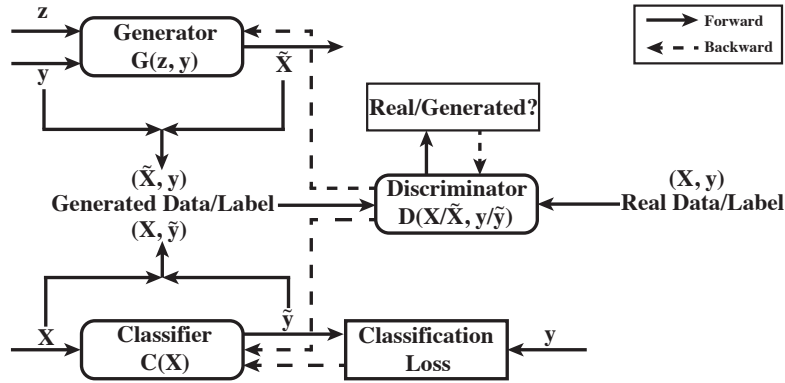 z
Generator
G(z, y)
y
X̃
Forward
Backward
Real/Generated?
(X̃, y)
Generated Data/Label
(X, ỹ)
Discriminator
D(X/X̃, y/ỹ)
(X, y)
Real Data/Label
X
Classifier
C(X)
ỹ
Classification
Loss
y